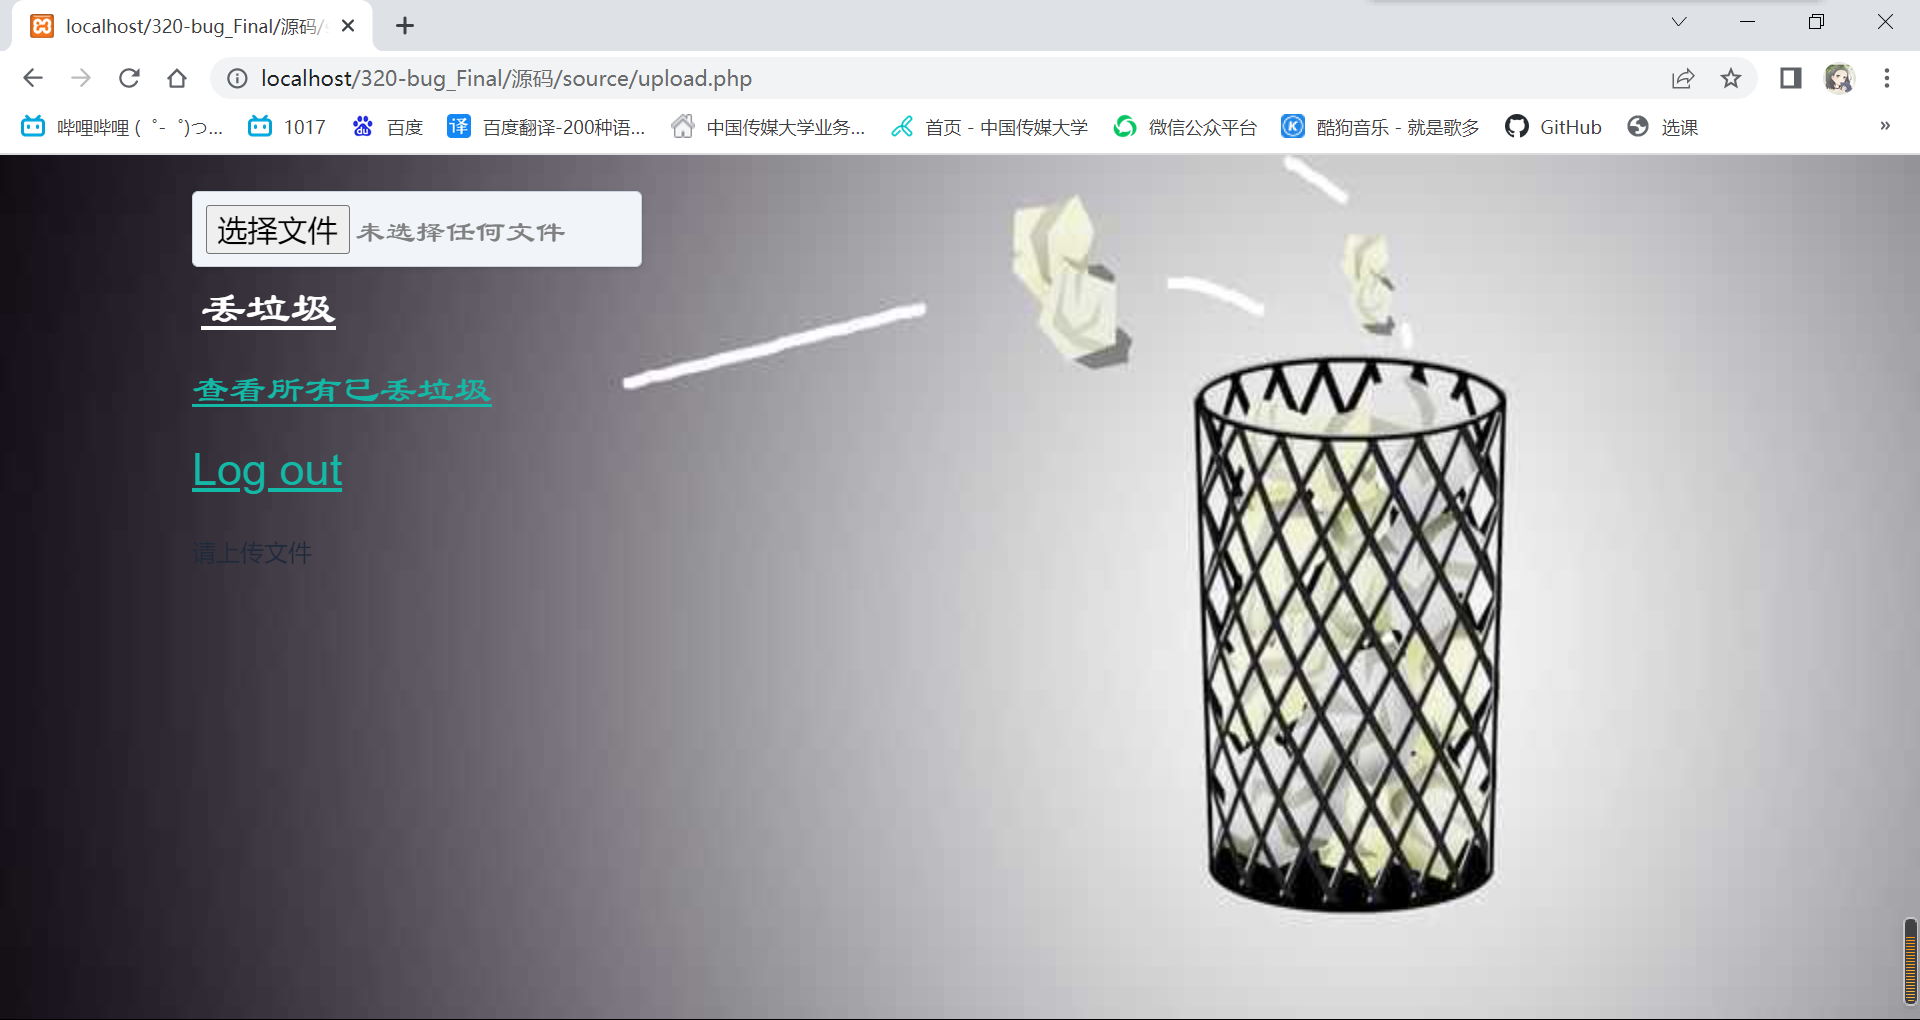 localhost/320-bug_Final/源码/
localhost/320-bug_Final/源码/source/upload.php
哔哩哔哩 (゜-゜)つ...
1017
百度
百度翻译-200种语...
中国传媒大学业务...
首页 - 中国传媒大学
微信公众平台
酷狗音乐 - 就是歌多
GitHub
选课
»
选择文件 未选择任何文件
丢垃圾
查看所有已丢垃圾
Log out
请上传文件